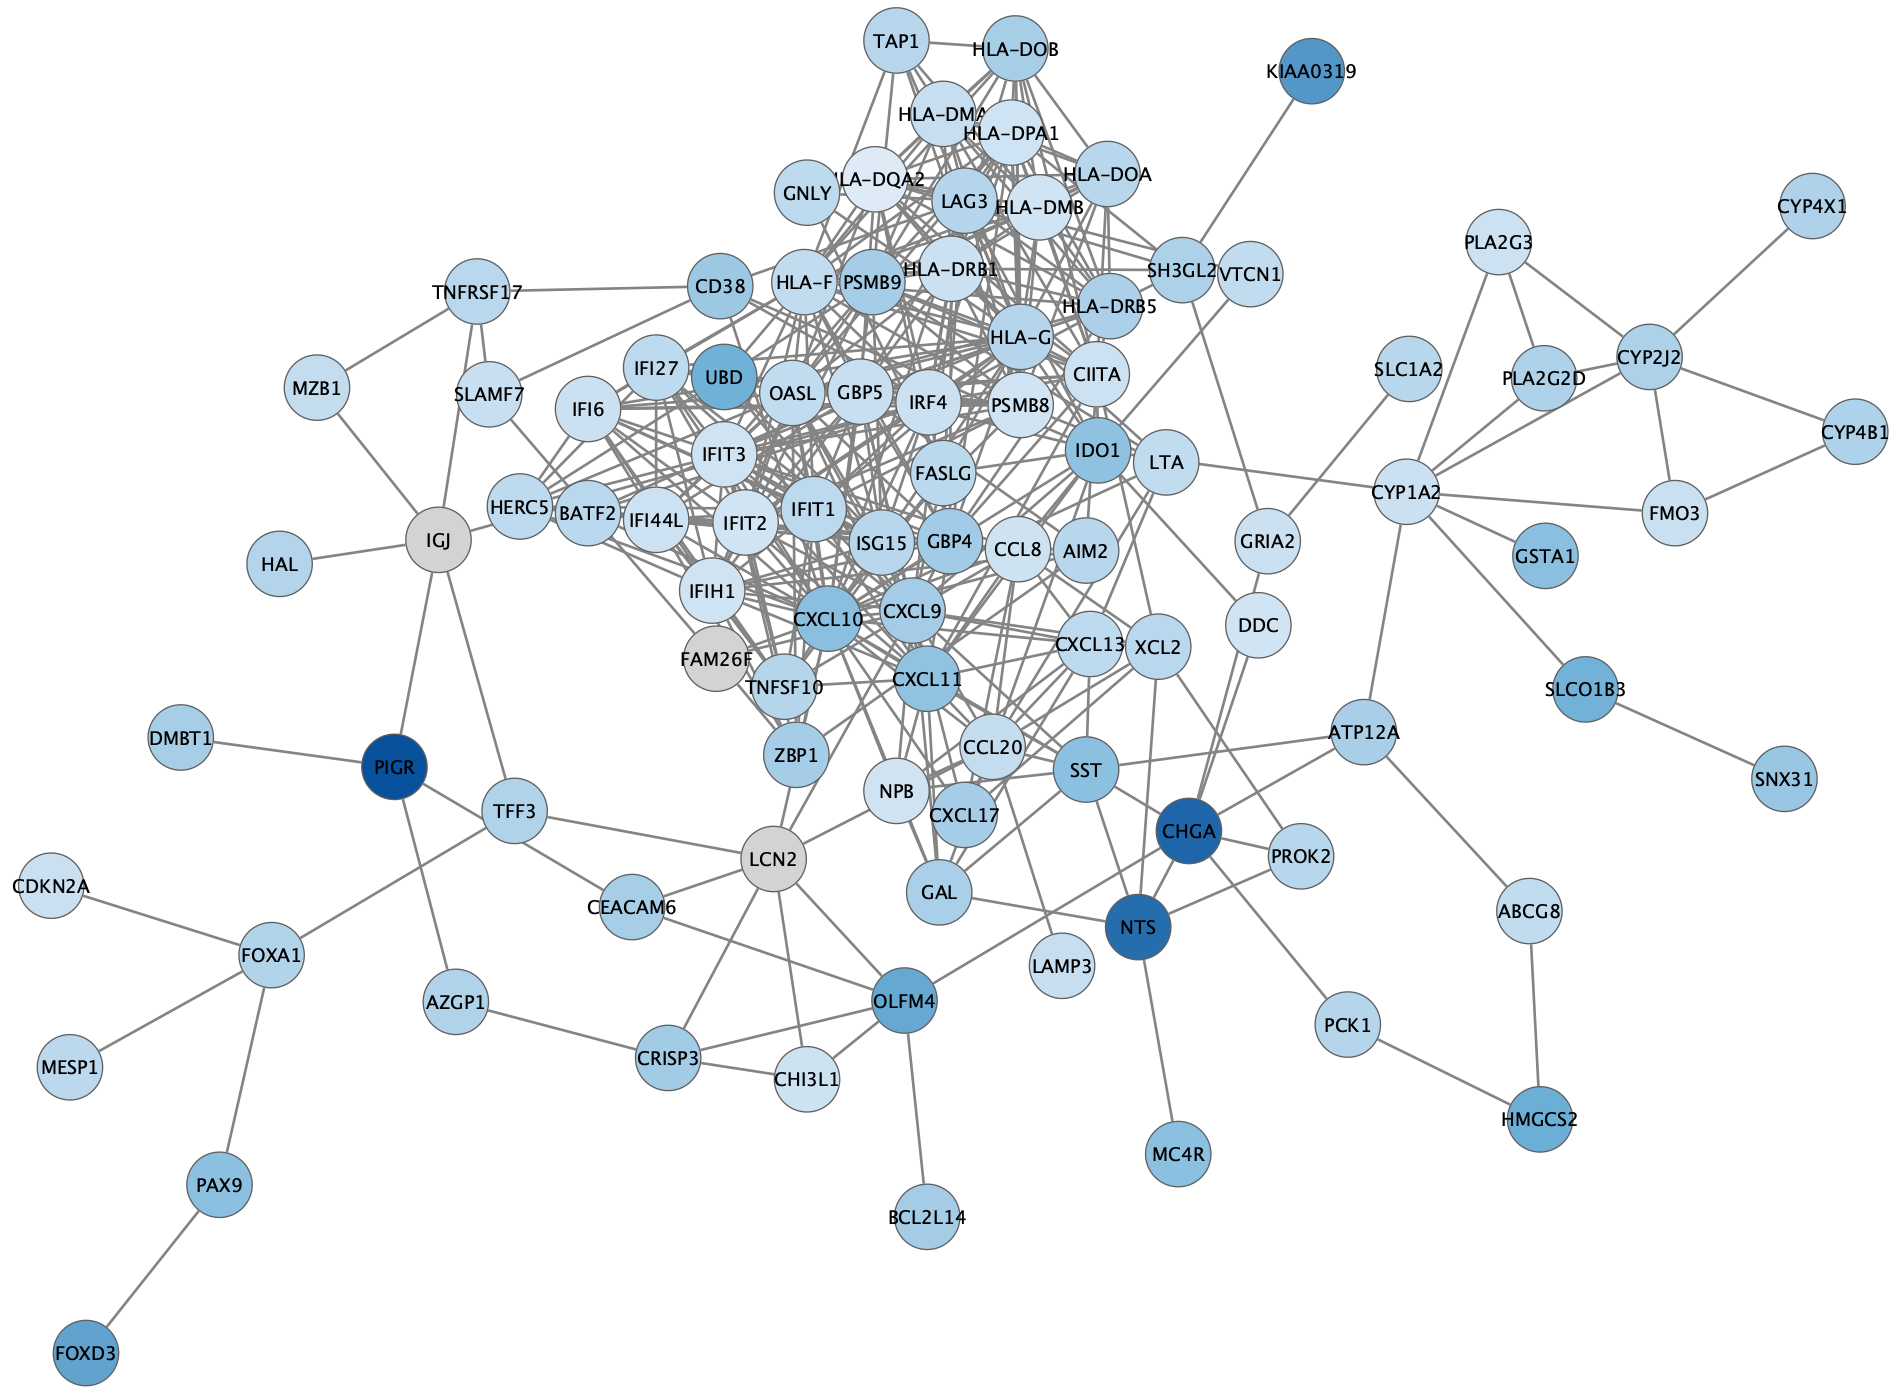 TAP1
HLA-DOB
KIAA0319
HLA-DMA
HLA-DPA1
HLA-DQA2
HLA-DOA
GNLY
LAG3
HLA-DMB
CYP4X1
PLA2G3
TNFRSF17
CD38
HLA-F
PSMB9
HLA-DRB1
SH3GL2
VTCN1
HLA-DRB5
HLA-G
CYP2J2
MZB1
SLAMF7
IFI27
UBD
OASL
GBP5
IRF4
PSMB8
CIITA
SLC1A2
PLA2G2D
IFI6
CYP4B1
IFIT3
FASLG
IDO1
LTA
CYP1A2
HERC5
BATF2
IFI44L
IFIT2
IFIT1
FMO3
IGJ
ISG15
GBP4
CCL8
AIM2
GRIA2
GSTA1
HAL
IFIH1
CXCL10
CXCL9
DDC
FAM26F
CXCL13
XCL2
TNFSF10
CXCL11
SLCO1B3
DMBT1
PIGR
ZBP1
CCL20
SST
ATP12A
SNX31
TFF3
NPB
CXCL17
CHGA
LCN2
PROK2
CDKN2A
CEACAM6
GAL
NTS
ABCG8
FOXA1
LAMP3
AZGP1
OLFM4
PCK1
MESP1
CRISP3
CHI3L1
HMGCS2
MC4R
PAX9
BCL2L14
FOXD3